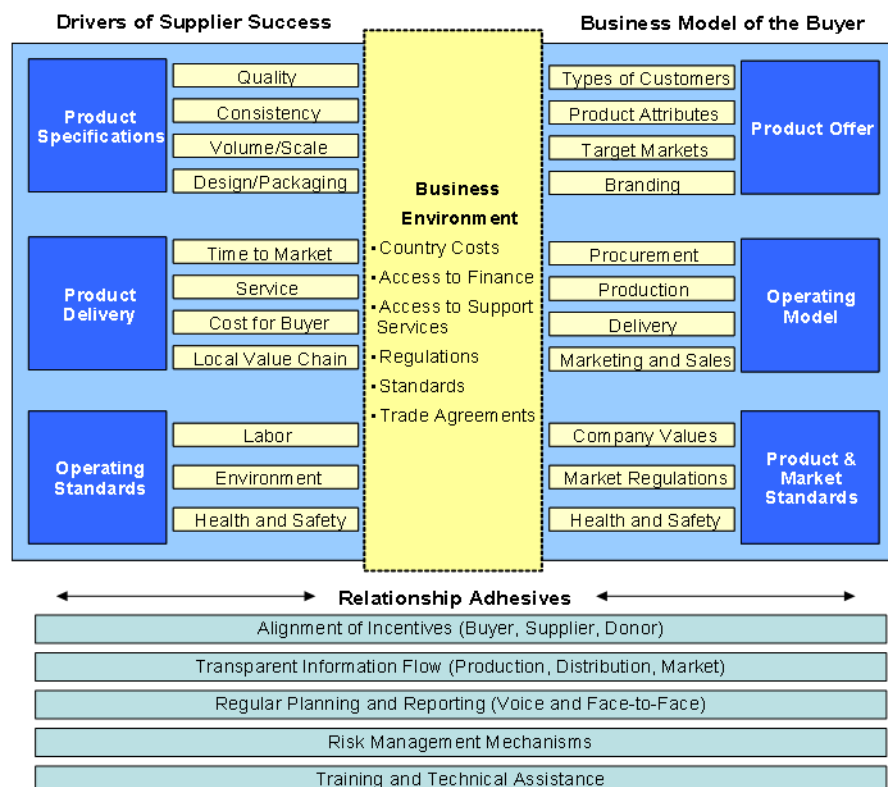 Drivers of Supplier Success
Business Model of the Buyer
Product
Specifications
Quality
Consistency
Volume/Scale
Design/Packaging
Product
Delivery
Time to Market
Service
Cost for Buyer
Local Value Chain
Operating
Standards
Labor
Environment
Health and Safety
Business
Environment
▪Country Costs
▪Access to Finance
▪Access to Support
Services
▪Regulations
▪Standards
▪Trade Agreements
Types of Customers
Product Attributes
Target Markets
Branding
Product Offer
Procurement
Production
Delivery
Marketing and Sales
Operating
Model
Company Values
Market Regulations
Health and Safety
Product &
Market
Standards
Relationship Adhesives
Alignment of Incentives (Buyer, Supplier, Donor)
Transparent Information Flow (Production, Distribution, Market)
Regular Planning and Reporting (Voice and Face-to-Face)
Risk Management Mechanisms
Training and Technical Assistance